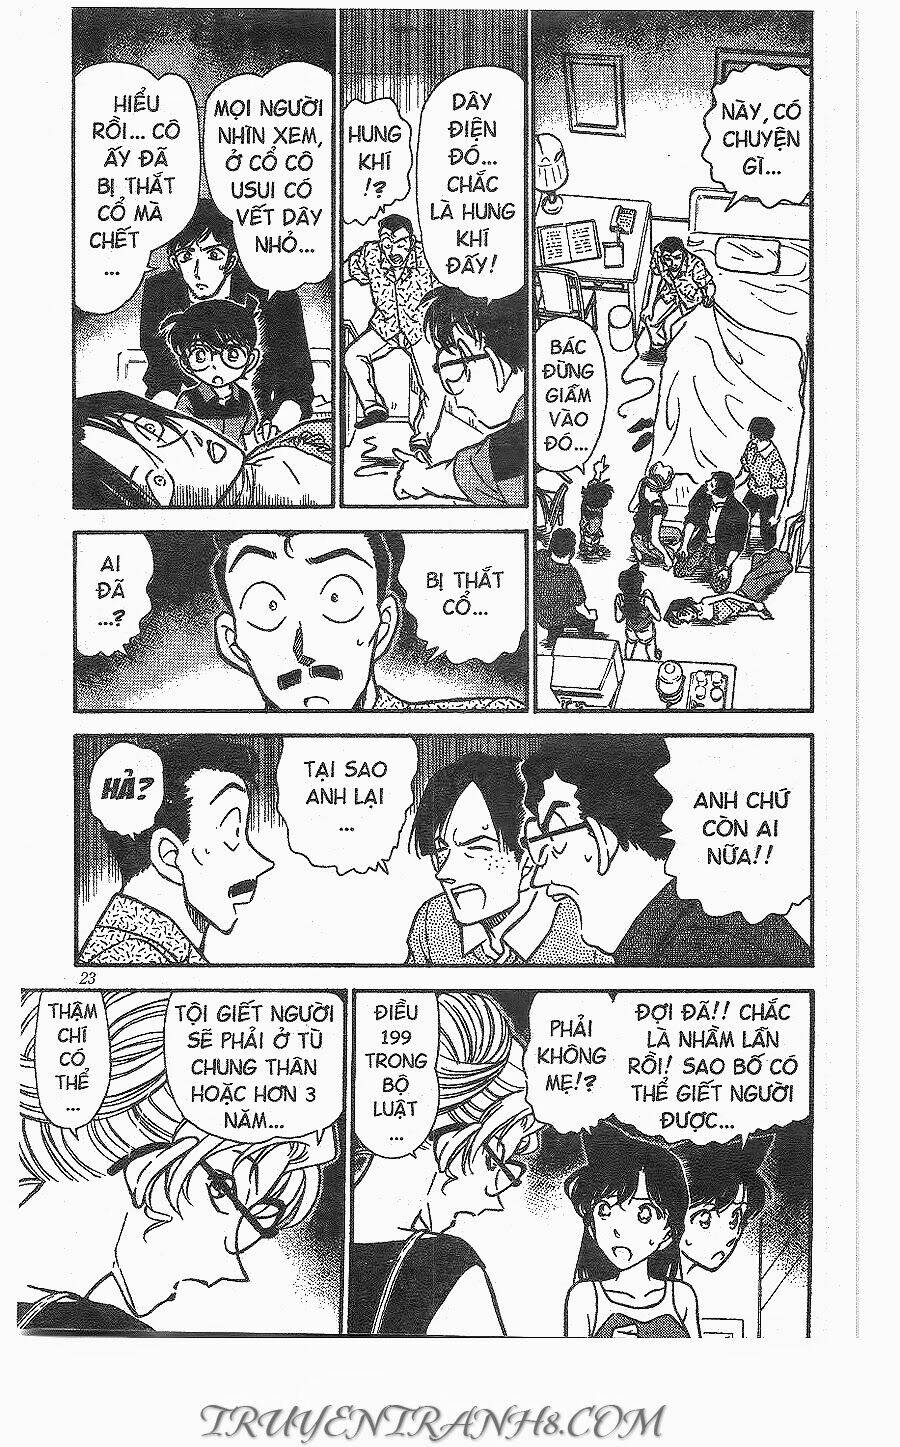 NÀY, CÓ
CHUYỆN
GÌ...
BÁC
ĐỪNG
GIẪM
VÀO
ĐÓ...
DÂY
ĐIỆN
ĐÓ...
CHẮC
LÀ HUNG
KHÍ
ĐẤY!
HUNG
KHÍ
!?
MỌI NGƯỜI
NHÌN XEM,
Ở CỔ CÔ
USUI CÓ
VẾT DÂY
NHỎ...
HIỂU
RỒI... CÔ
ẤY ĐÃ
BỊ THẮT
CỔ MÀ
CHẾT
...
BỊ THẮT
CỔ...
AI
ĐÃ
...?
ANH CHỨ
CÒN AI
NỮA!!
TẠI SAO
ANH LẠI
...
HẢ?
23
ĐỢI ĐÃ!! CHẮC
LÀ NHẦM LẪN
RỒI! SAO BỐ CÓ
THỂ GIẾT NGƯỜI
ĐƯỢC...
PHẢI
KHÔNG
MẸ!?
ĐIỀU
199
TRONG
BỘ
LUẬT
...
TỘI GIẾT NGƯỜI
SẼ PHẢI Ở TÙ
CHUNG THÂN
HOẶC HƠN 3
NĂM...
THẬM
CHÍ
CÓ
THỂ
...
TRUYENTRANH8.COM